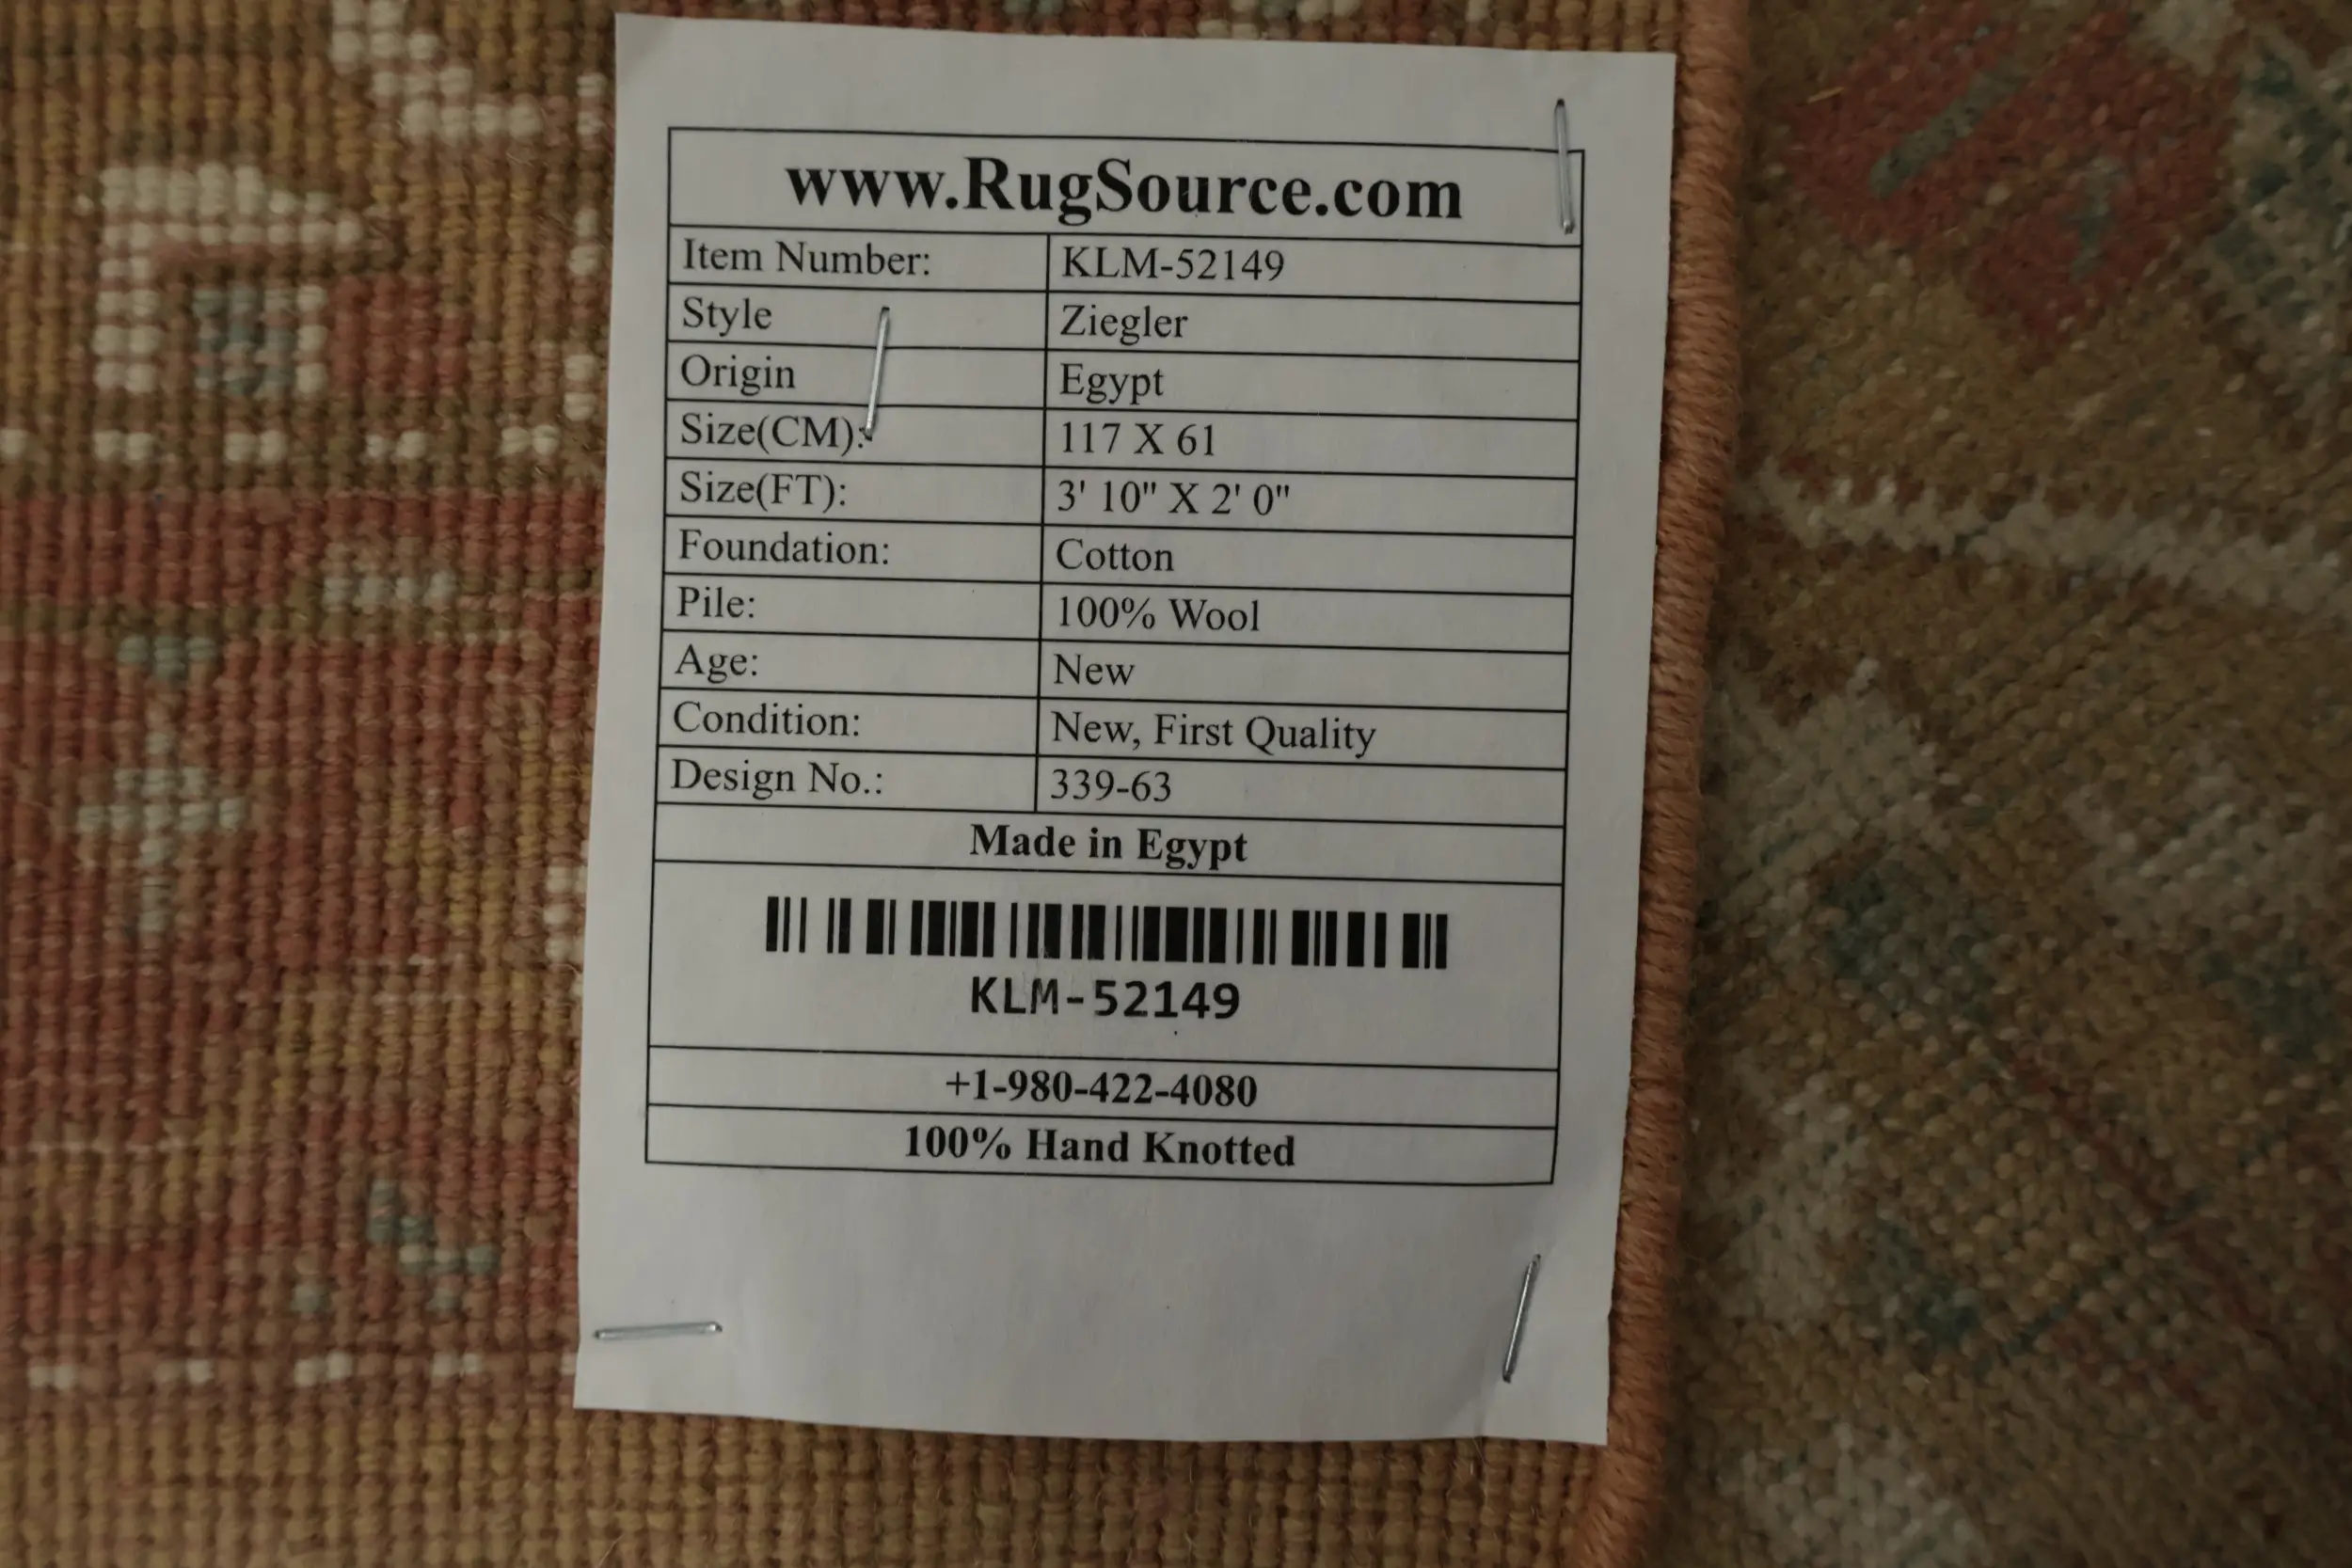 www.RugSource.com
Item Number: KLM-52149
Style Ziegler
Origin Egypt
Size(CM): 117 X 61
Size(FT): 3' 10" X 2' 0"
Foundation: Cotton
Pile: 100% Wool
Age: New
Condition: New, First Quality
Design No.: 339-63
Made in Egypt
KLM-52149
+1-980-422-4080
100% Hand Knotted